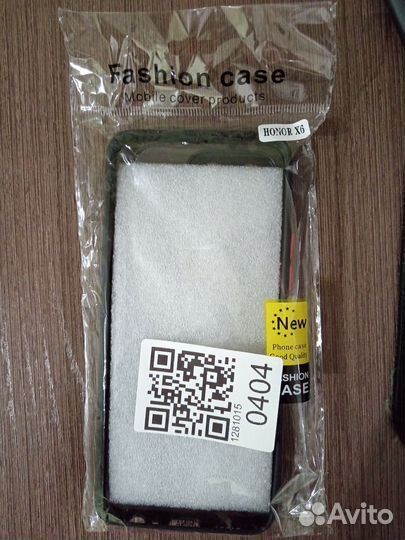 Fashion case
Mobile cover products
HONOR X6
New
Phone case
Good Quality
FASHION
CASE
1281015
0404
Avito